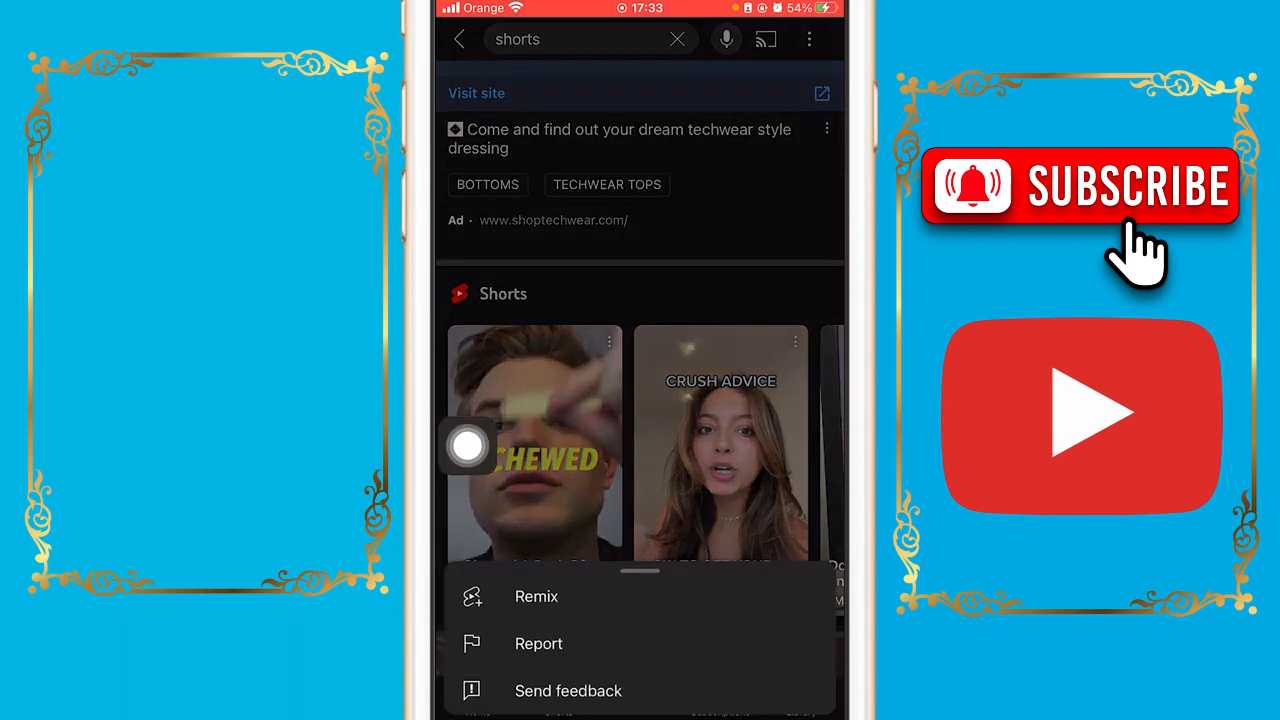 Orange 17:33 54%
shorts
Visit site
Come and find out your dream techwear style
dressing
BOTTOMS TECHWEAR TOPS
Ad · www.shoptechwear.com/
Shorts
CHEWED
CRUSH ADVICE
Remix
Report
Send feedback
SUBSCRIBE